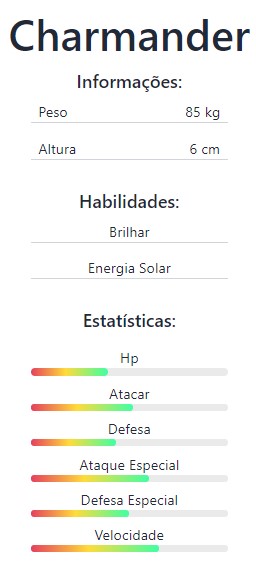 Charmander
Informações:
Peso 85 kg
Altura 6 cm
Habilidades:
Brilhar
Energia Solar
Estatísticas:
Hp
Atacar
Defesa
Ataque Especial
Defesa Especial
Velocidade